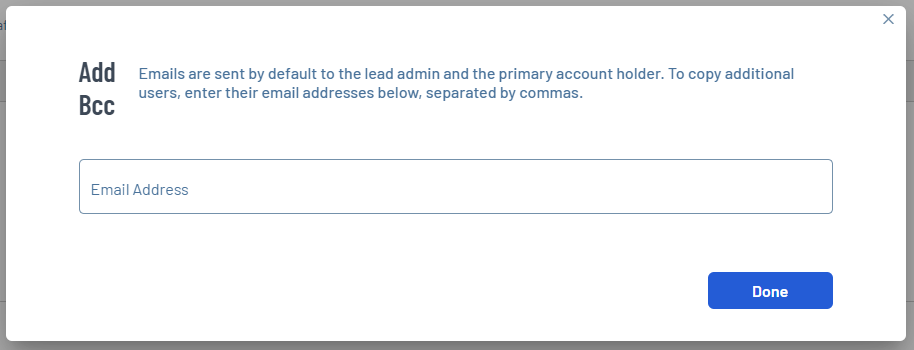 Add
Bcc
Emails are sent by default to the lead admin and the primary account holder. To copy additional
users, enter their email addresses below, separated by commas.
Email Address
Done